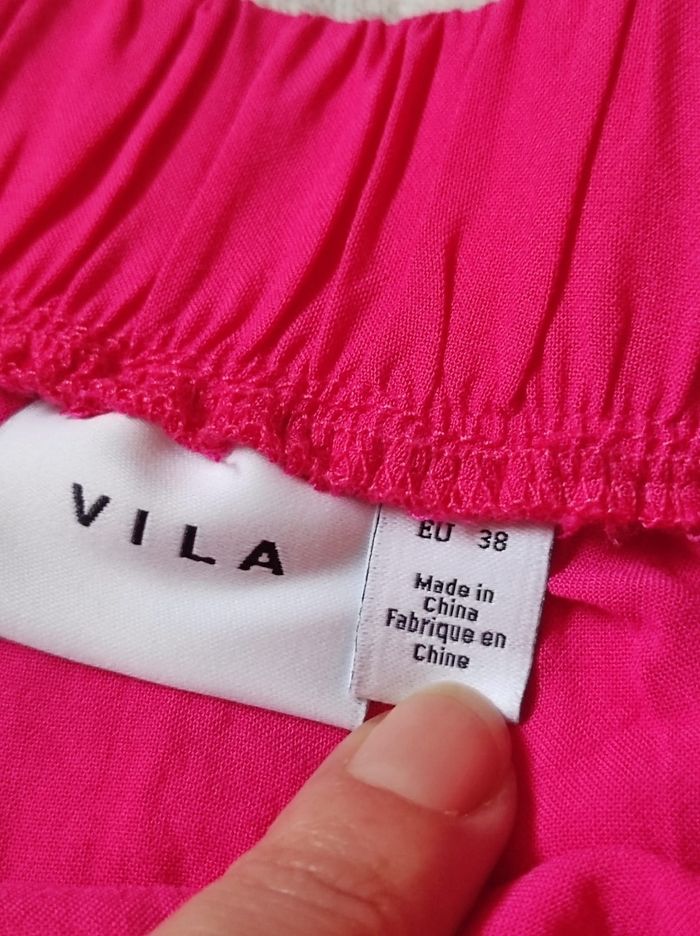 VILA
EU 38
Made in
China
Fabrique en
Chine